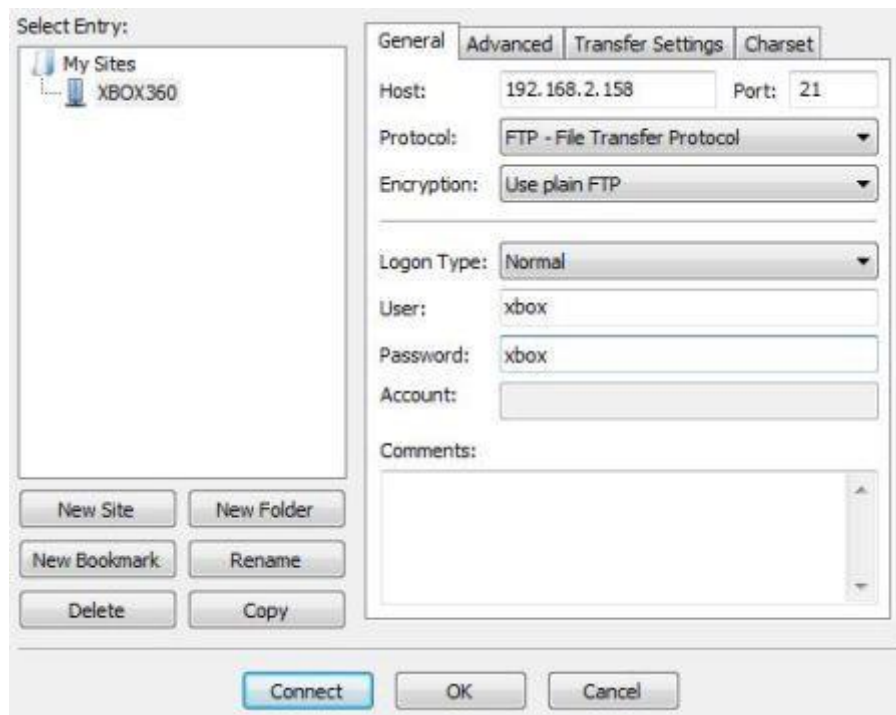 Select Entry:
My Sites
XBOX360
New Site
New Folder
New Bookmark
Rename
Delete
Copy
General
Advanced
Transfer Settings
Charset
Host:
192.168.2.158
Port:
21
Protocol:
FTP - File Transfer Protocol
Encryption:
Use plain FTP
Logon Type:
Normal
User:
xbox
Password:
xbox
Account:
Comments:
Connect
OK
Cancel